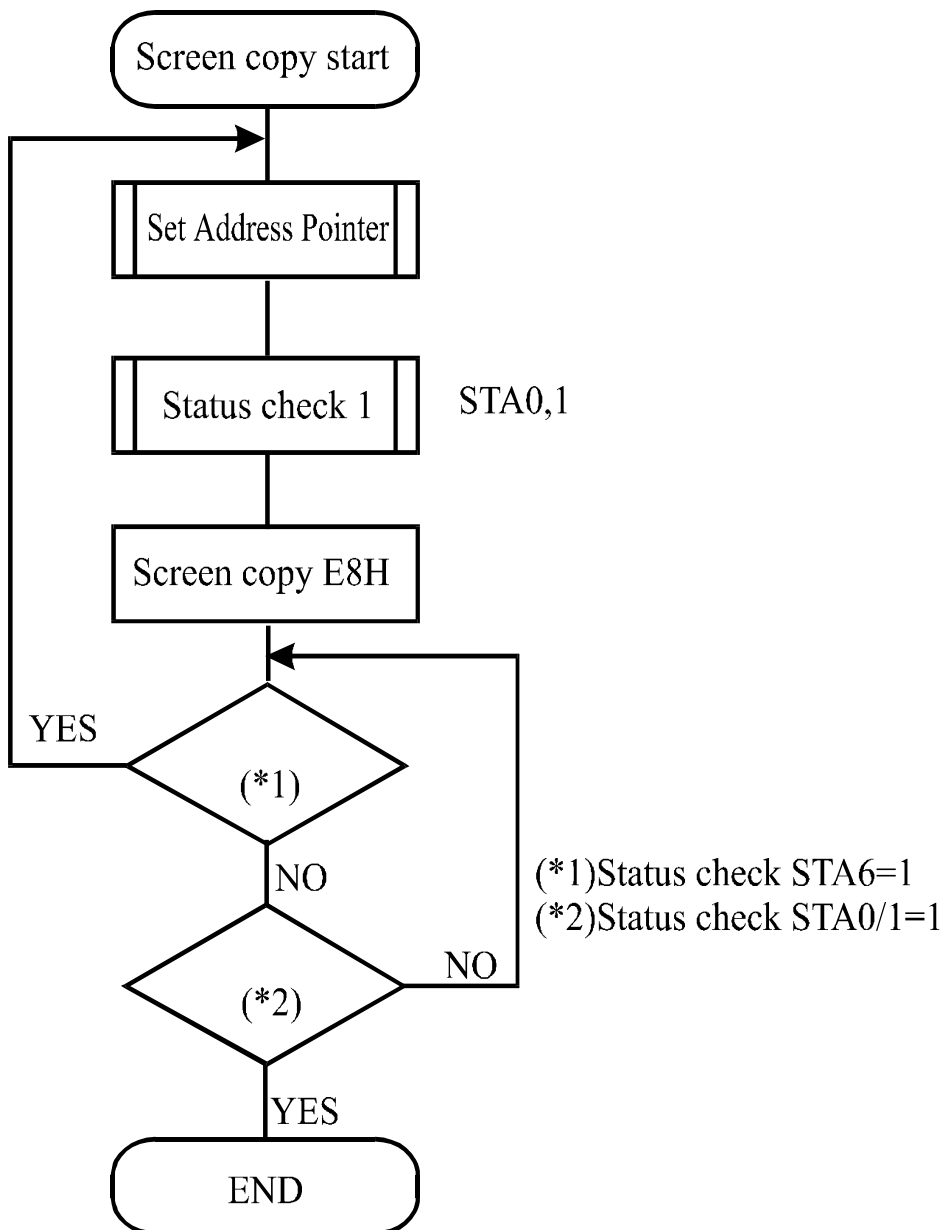 Screen copy start
Set Address Pointer
Status check 1
STA0,1
Screen copy E8H
YES
(*1)
NO
(*1)Status check STA6=1
(*2)Status check STA0/1=1
NO
(*2)
YES
END